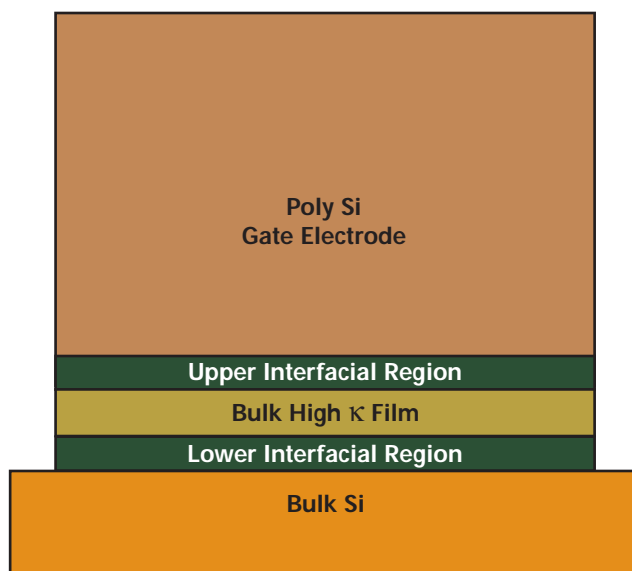 Poly Si
Gate Electrode
Upper Interfacial Region
Bulk High κ Film
Lower Interfacial Region
Bulk Si